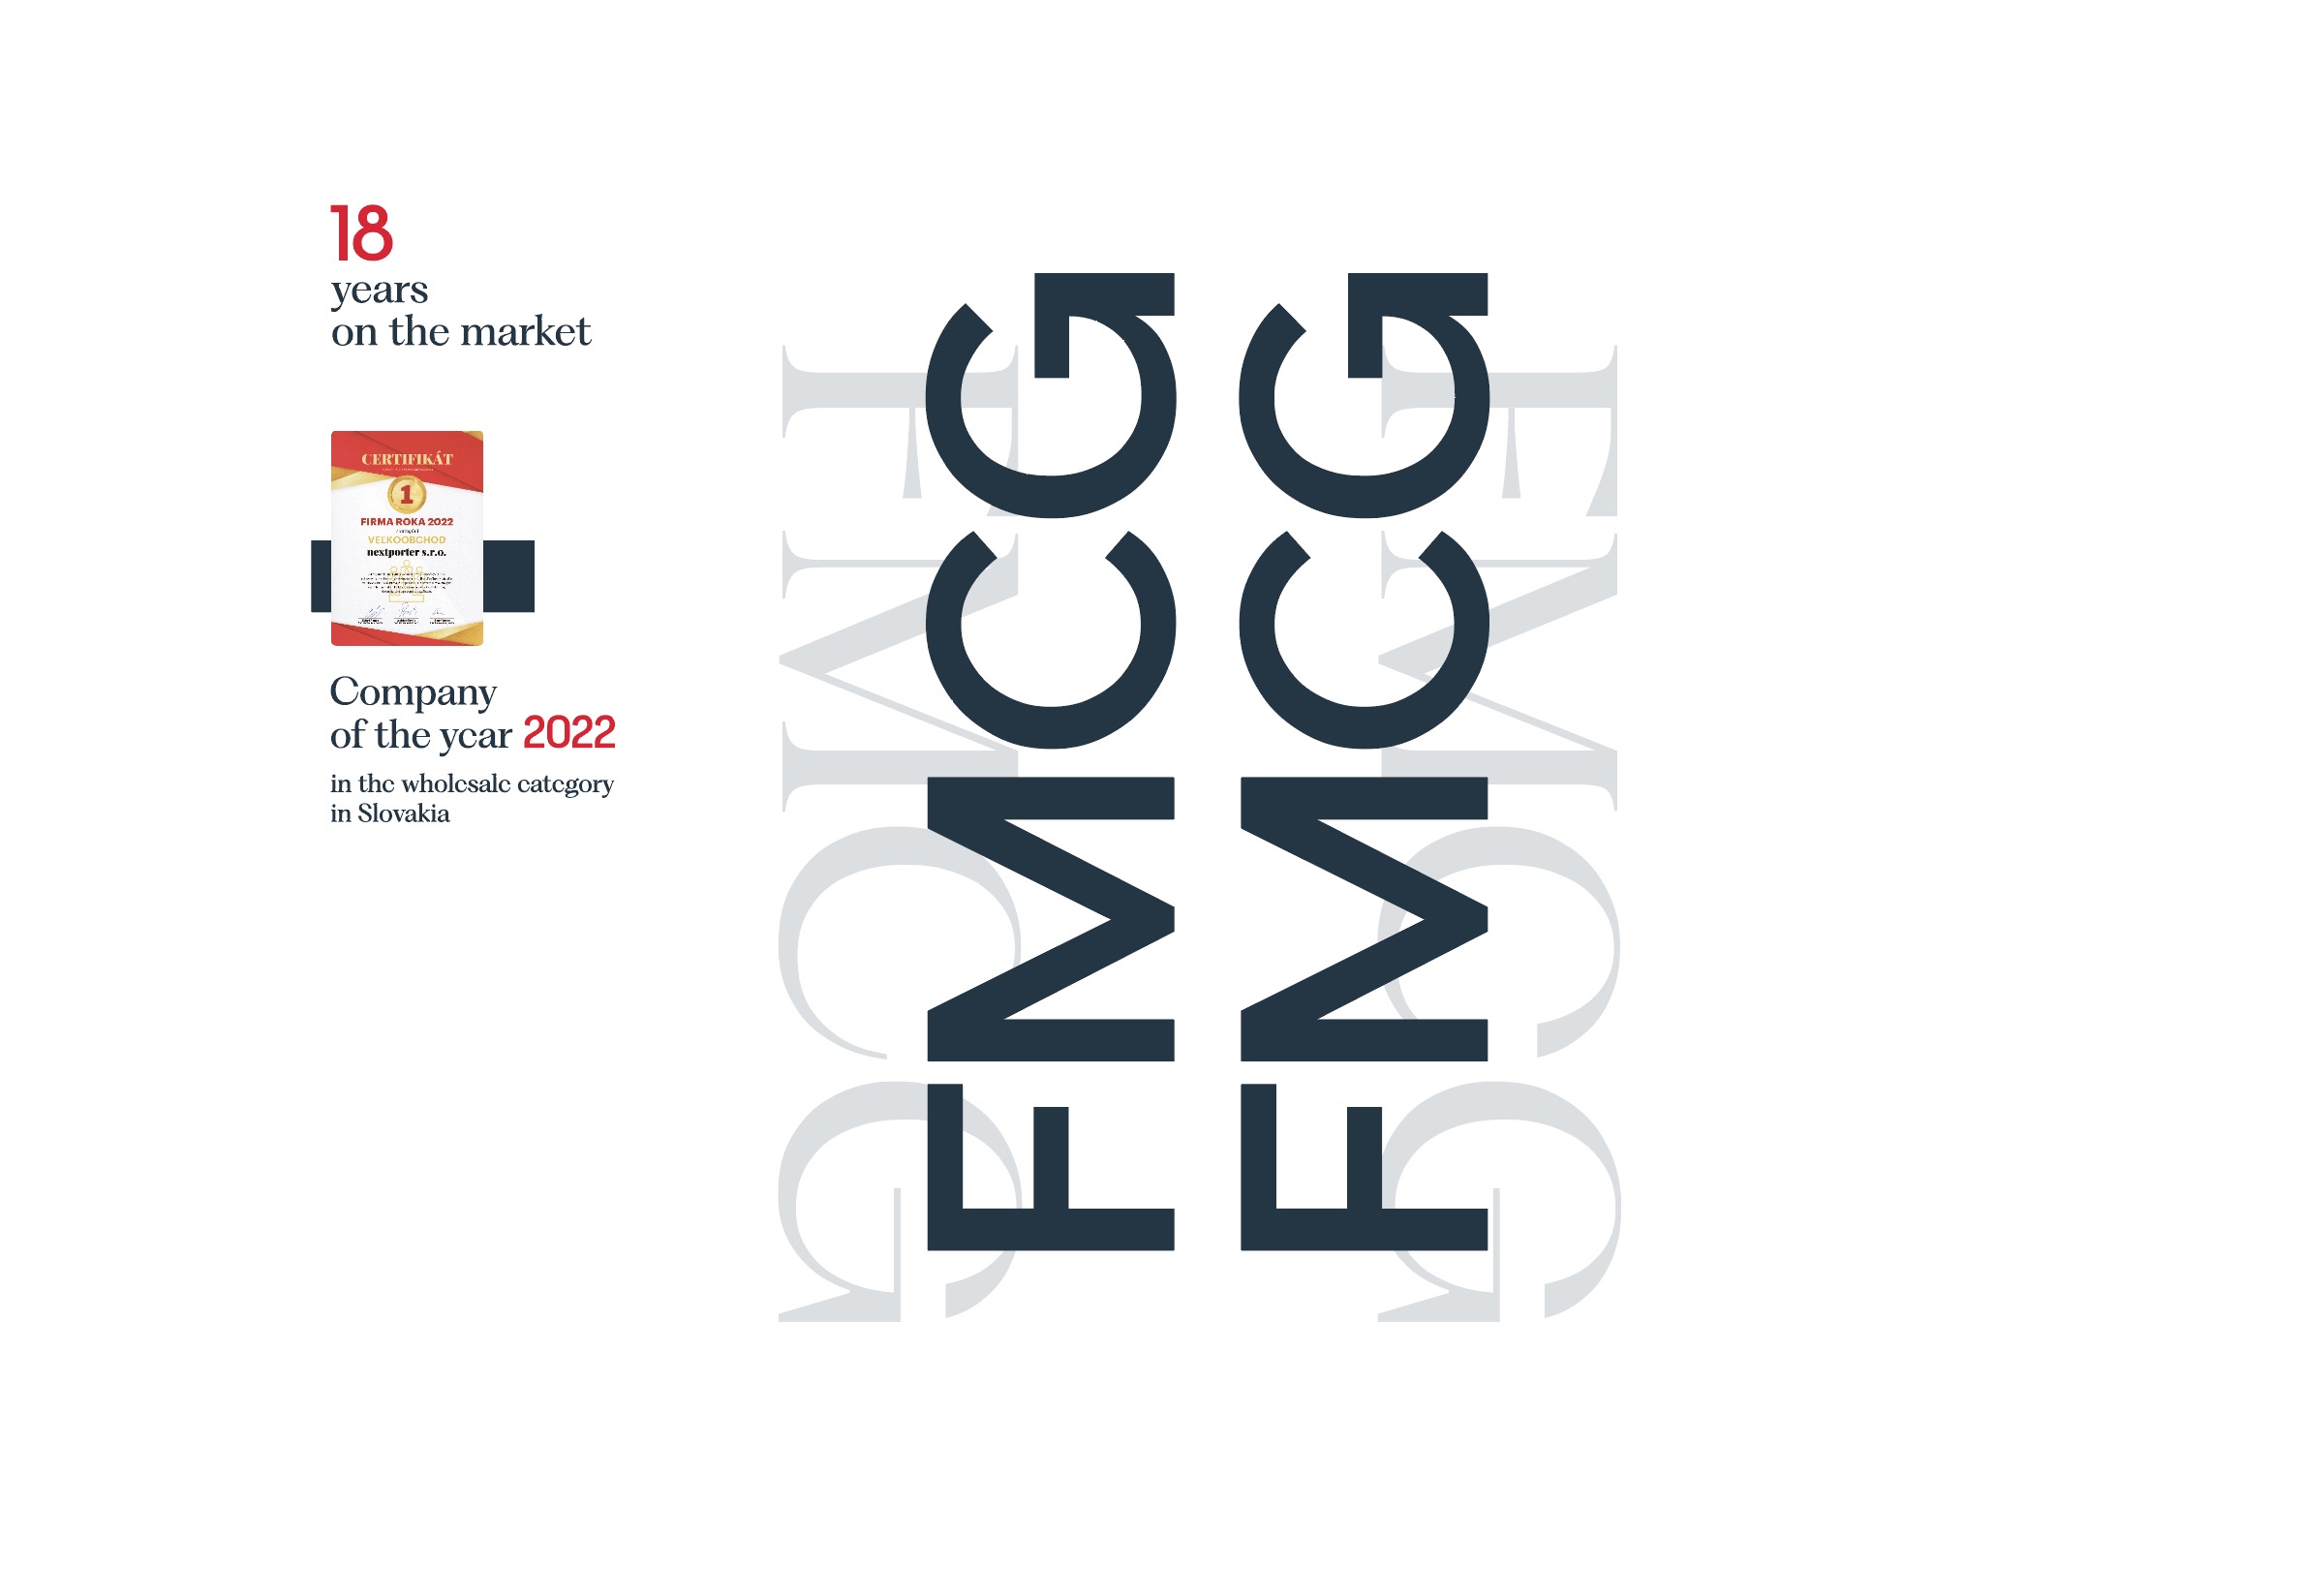 18
years
on the market
CERTIFIKÁT
1
FIRMA ROKA 2022
VEĽKOOBCHOD
nextporter s.r.o.
Company
of the year 2022
in the wholesale category
in Slovakia
FMCG
FMCG
FMCG
FMCG